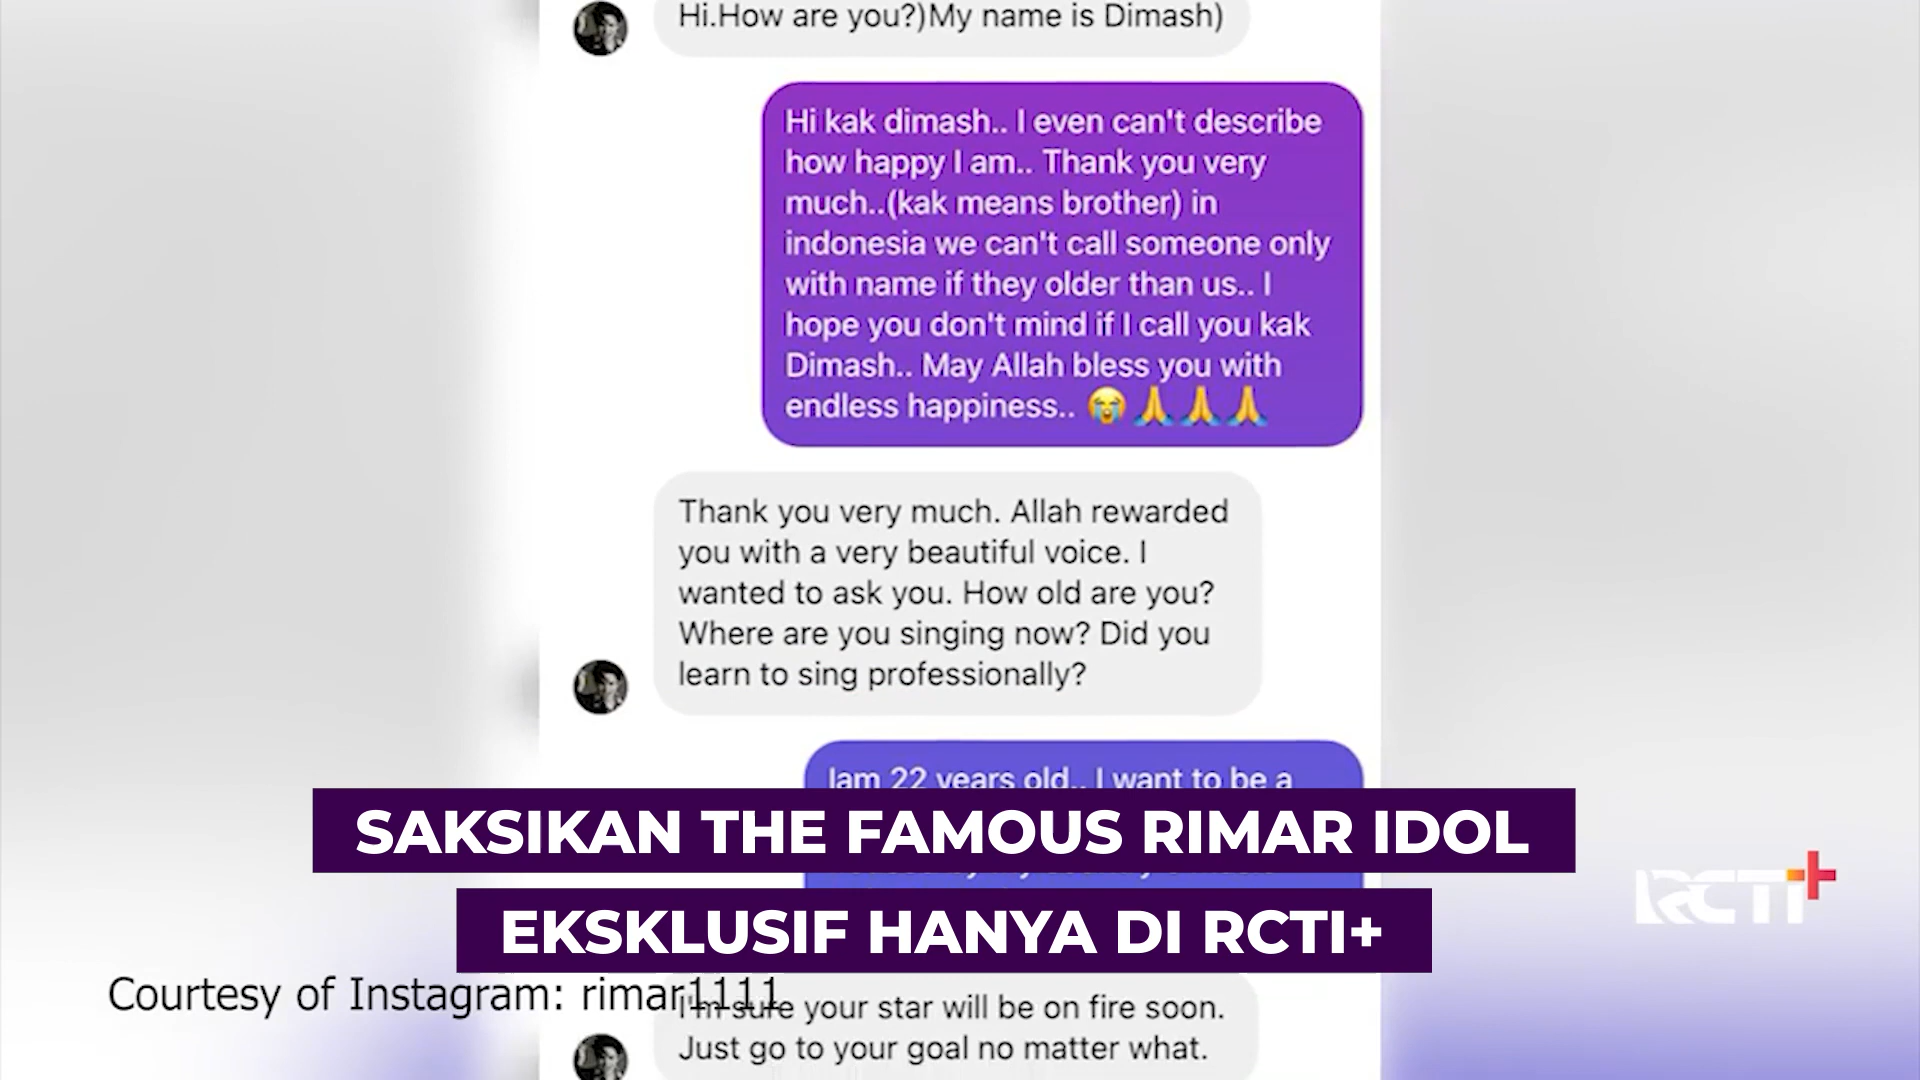 Hi.How are you?)My name is Dimash)
Hi kak dimash.. I even can't describe
how happy I am.. Thank you very
much..(kak means brother) in
indonesia we can't call someone only
with name if they older than us.. I
hope you don't mind if I call you kak
Dimash.. May Allah bless you with
endless happiness.. 😭🙏🙏🙏
Thank you very much. Allah rewarded
you with a very beautiful voice. I
wanted to ask you. How old are you?
Where are you singing now? Did you
learn to sing professionally?
Iam 22 years old.. I want to be a
SAKSIKAN THE FAMOUS RIMAR IDOL
EKSKLUSIF HANYA DI RCTI+
RCTI+
Courtesy of Instagram: rimar1111
I'm sure your star will be on fire soon.
Just go to your goal no matter what.